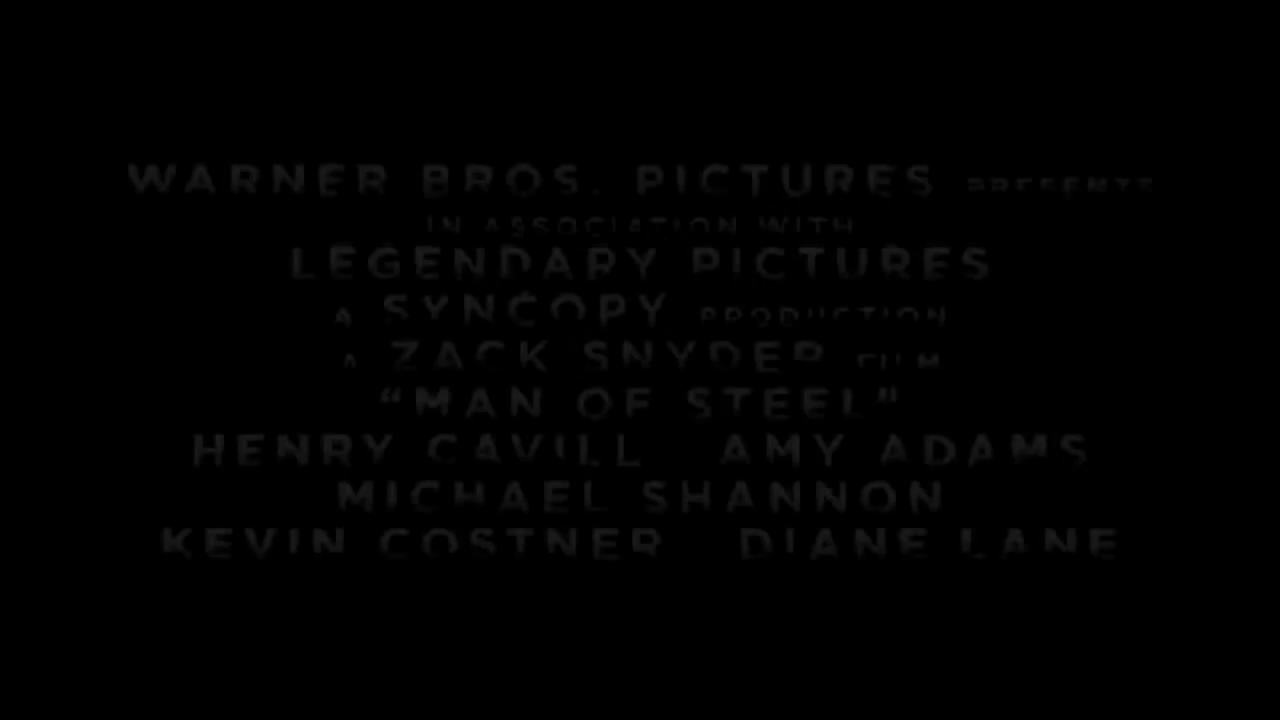 WARNER BROS. PICTURES PRESENTS
IN ASSOCIATION WITH
LEGENDARY PICTURES
A SYNCOPY PRODUCTION
A ZACK SNYDER FILM
“MAN OF STEEL”
HENRY CAVILL AMY ADAMS
MICHAEL SHANNON
KEVIN COSTNER DIANE LANE